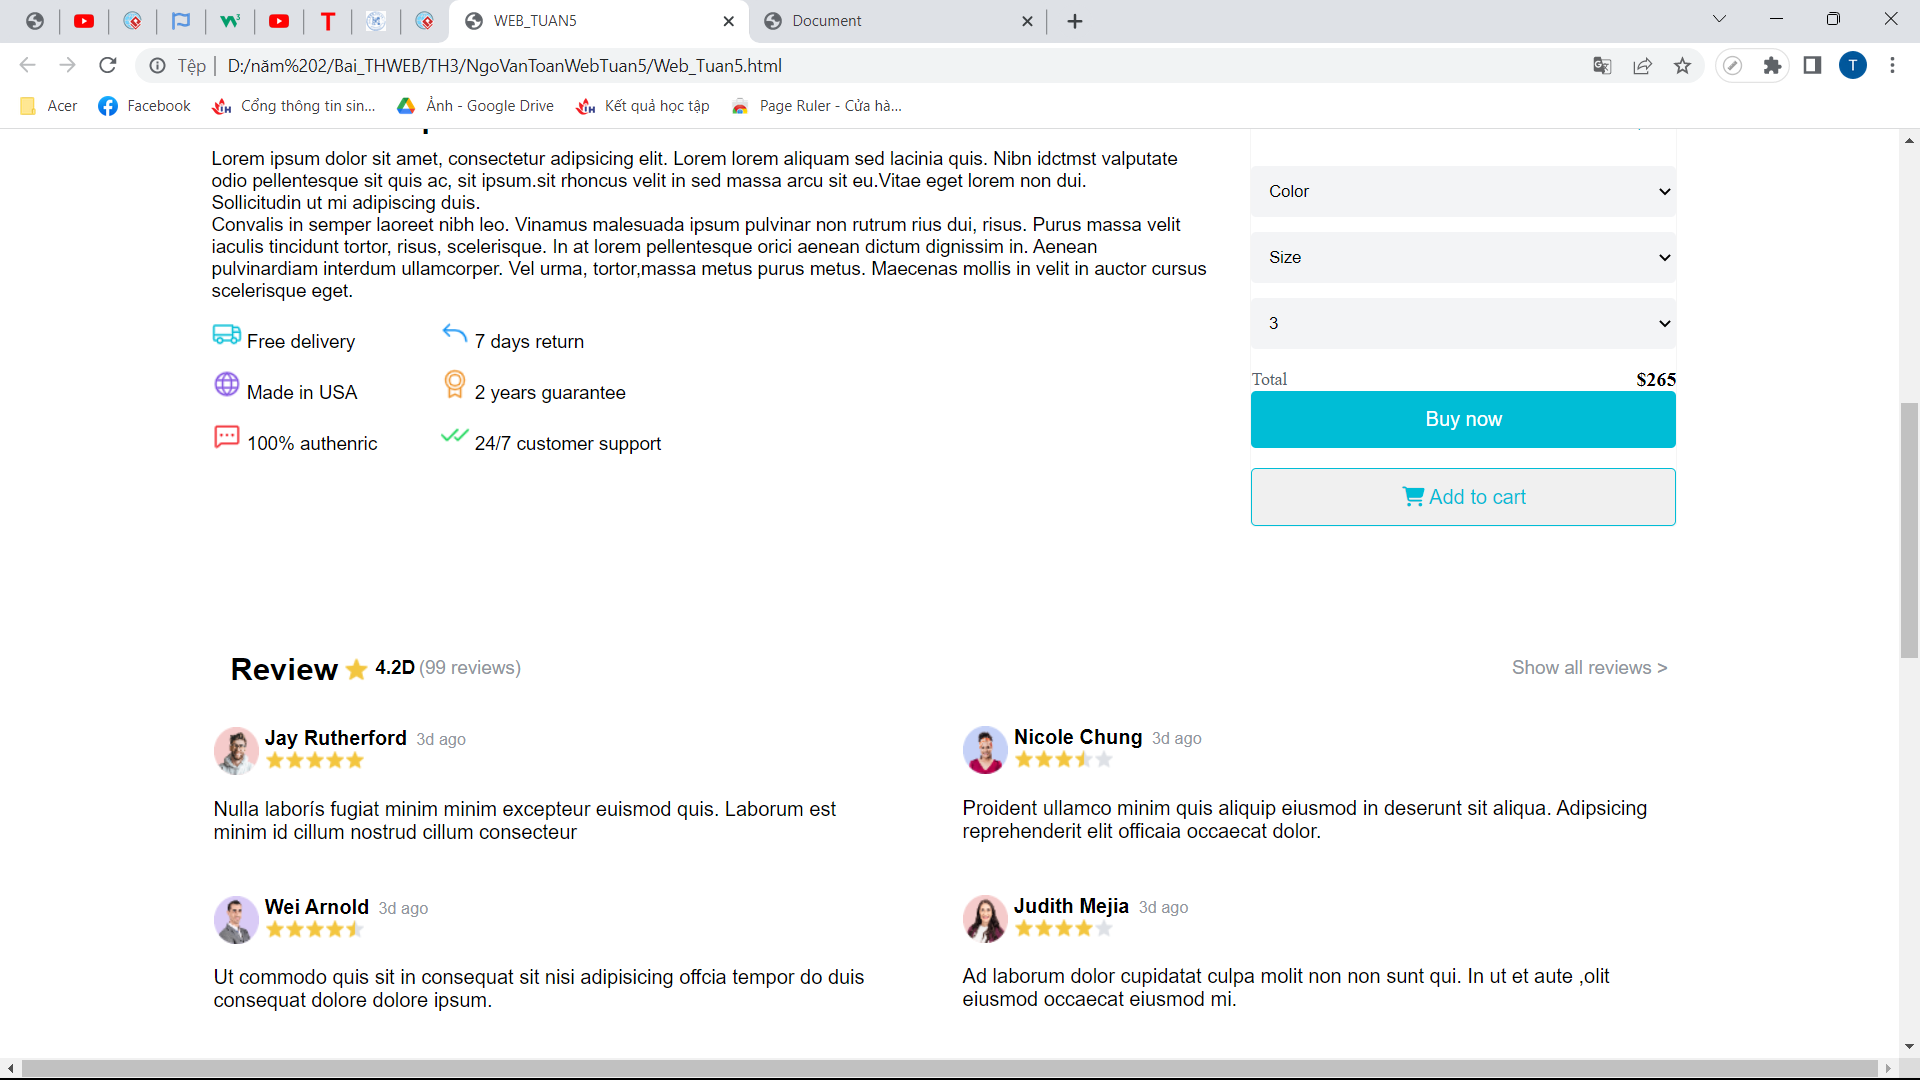 WEB_TUAN5
Document
Tệp
D:/năm%202/Bai_THWEB/TH3/NgoVanToanWebTuan5/Web_Tuan5.html
T
Acer
Facebook
Cổng thông tin sin...
Ảnh - Google Drive
Kết quả học tập
Page Ruler - Cửa hà...
Lorem ipsum dolor sit amet, consectetur adipsicing elit. Lorem lorem aliquam sed lacinia quis. Nibn idctmst valputate
odio pellentesque sit quis ac, sit ipsum.sit rhoncus velit in sed massa arcu sit eu.Vitae eget lorem non dui.
Sollicitudin ut mi adipiscing duis.
Convalis in semper laoreet nibh leo. Vinamus malesuada ipsum pulvinar non rutrum rius dui, risus. Purus massa velit
iaculis tincidunt tortor, risus, scelerisque. In at lorem pellentesque orici aenean dictum dignissim in. Aenean
pulvinardiam interdum ullamcorper. Vel urma, tortor,massa metus purus metus. Maecenas mollis in velit in auctor cursus
scelerisque eget.
Free delivery
7 days return
Made in USA
2 years guarantee
100% authenric
24/7 customer support
Color
Size
3
Total
$265
Buy now
Add to cart
Review
4.2D (99 reviews)
Show all reviews >
Jay Rutherford 3d ago
Nulla laborís fugiat minim minim excepteur euismod quis. Laborum est
minim id cillum nostrud cillum consecteur
Nicole Chung 3d ago
Proident ullamco minim quis aliquip eiusmod in deserunt sit aliqua. Adipsicing
reprehenderit elit officaia occaecat dolor.
Wei Arnold 3d ago
Ut commodo quis sit in consequat sit nisi adipisicing offcia tempor do duis
consequat dolore dolore ipsum.
Judith Mejia 3d ago
Ad laborum dolor cupidatat culpa molit non non sunt qui. In ut et aute ,olit
eiusmod occaecat eiusmod mi.